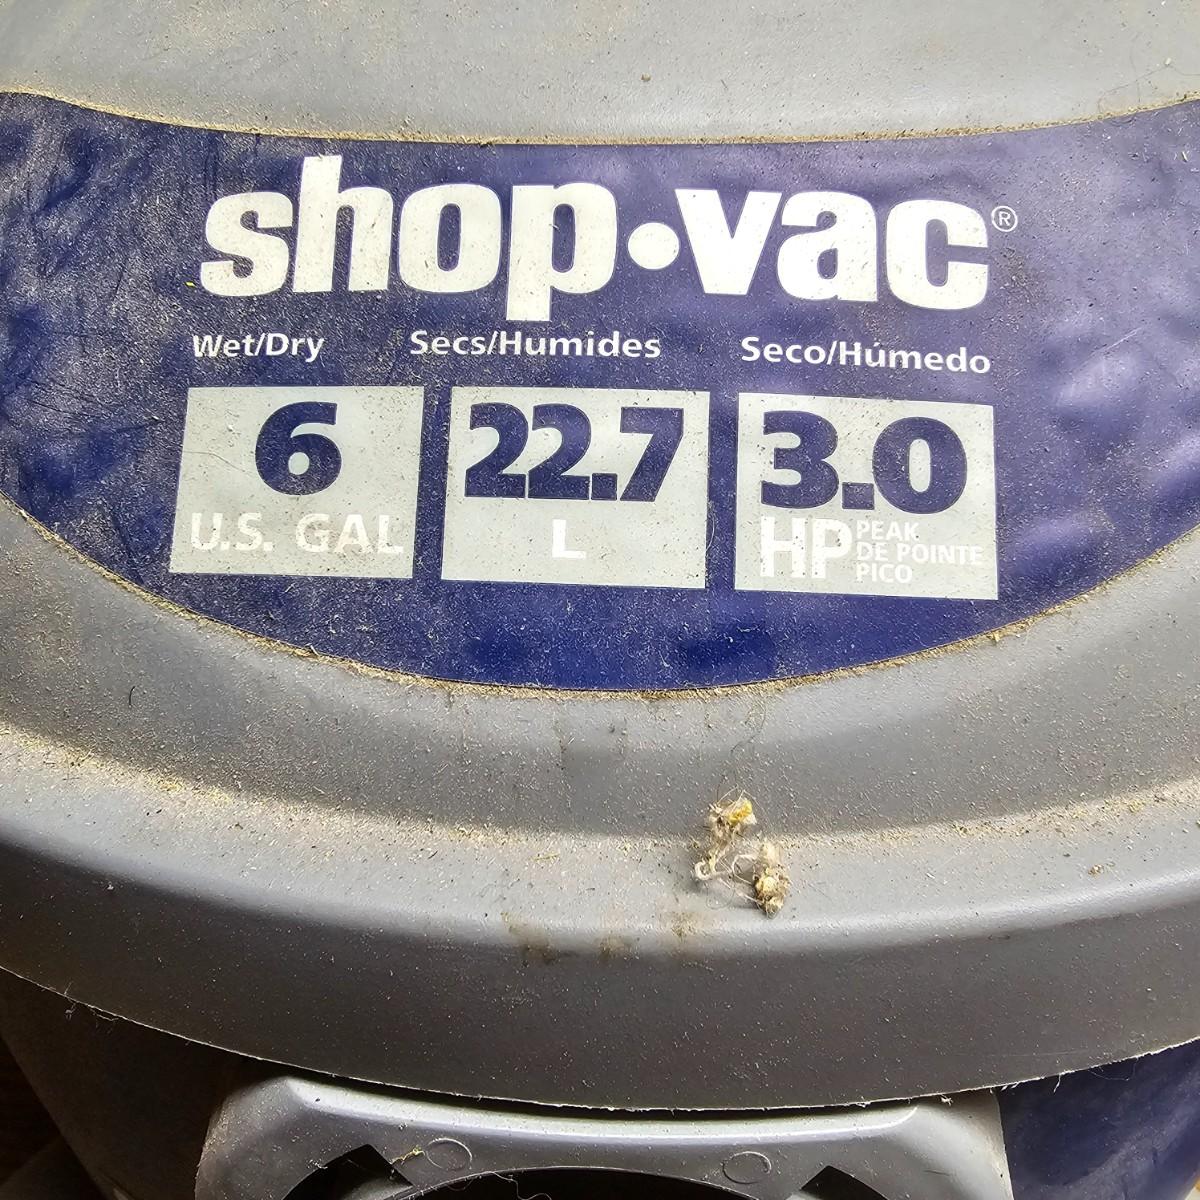 shop•vac®
Wet/Dry Secs/Humides Seco/Húmedo
6 22.7 3.0
U.S. GAL L HP PEAK
DE POINTE
PICO